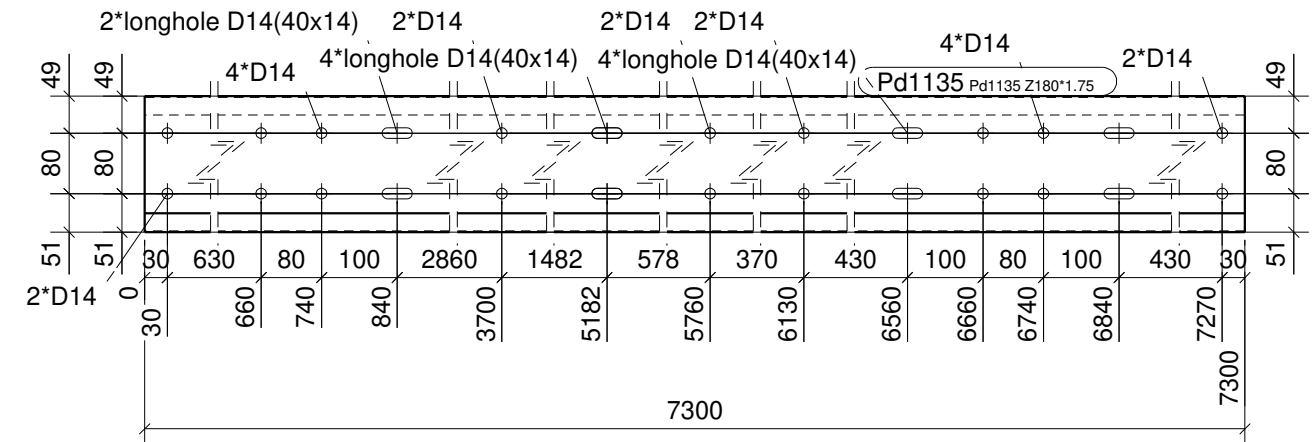 2*longhole D14(40x14) 2*D14 2*D14 2*D14 4*D14
4*D14 4*longhole D14(40x14) 4*longhole D14(40x14) 2*D14
Pd1135 Pd1135 Z180*1.75
49 49 49
80 80 80
51 51 51
30 630 80 100 2860 1482 578 370 430 100 80 100 430 30
2*D14
0 30 660 740 840 3700 5182 5760 6130 6560 6660 6740 6840 7270 7300
7300